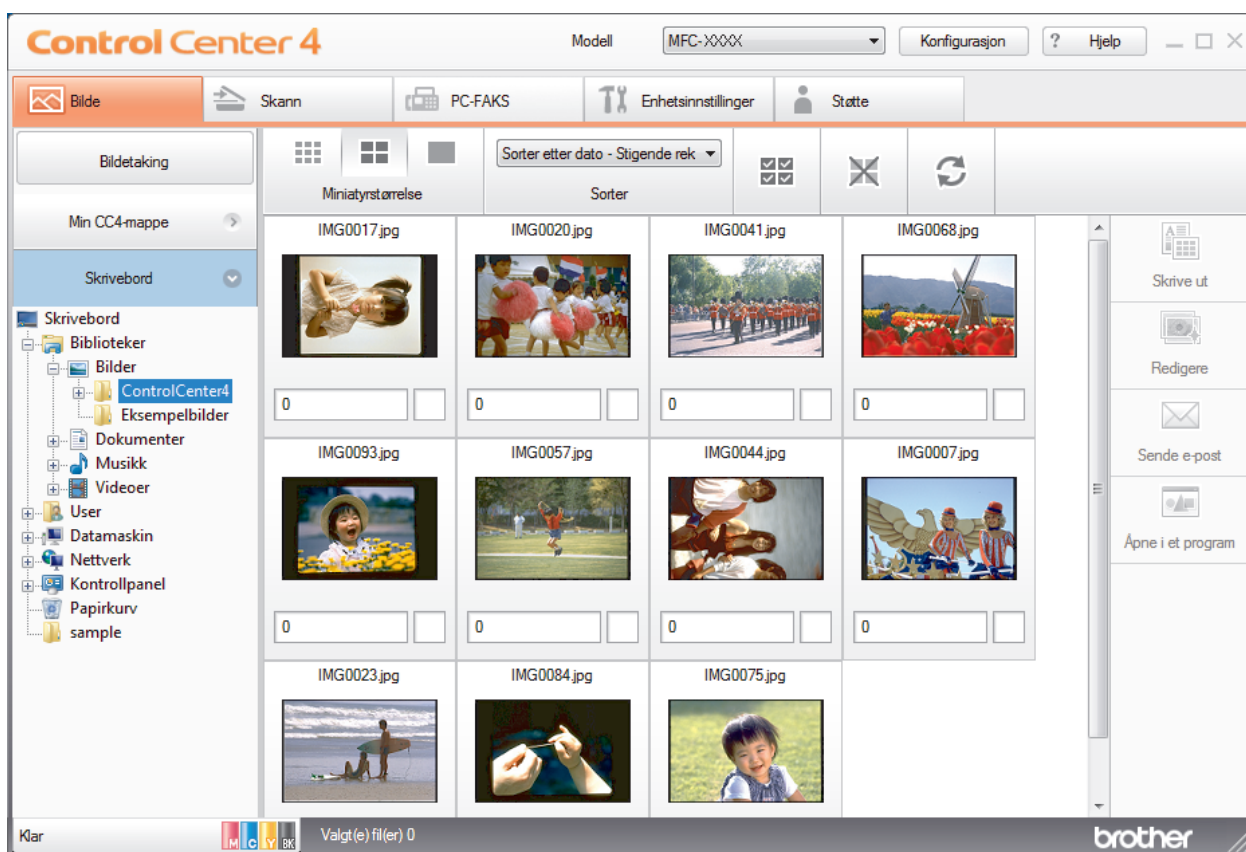 Control Center 4
Modell
MFC-XXXX
Konfigurasjon
? Hjelp
Bilde
Skann
PC-FAKS
Enhetsinnstillinger
Støtte
Bildetaking
Miniatyrstørrelse
Sorter etter dato - Stigende rek
Sorter
Min CC4-mappe
Skrivebord
Skrivebord
Biblioteker
Bilder
ControlCenter4
Eksempelbilder
Dokumenter
Musikk
Videoer
User
Datamaskin
Nettverk
Kontrollpanel
Papirkurv
sample
IMG0017.jpg IMG0020.jpg IMG0041.jpg IMG0068.jpg
0 0 0 0
IMG0093.jpg IMG0057.jpg IMG0044.jpg IMG0007.jpg
0 0 0 0
IMG0023.jpg IMG0084.jpg IMG0075.jpg
Skrive ut
Redigere
Sende e-post
Åpne i et program
Klar
M C Y BK
Valgt(e) fil(er) 0
brother